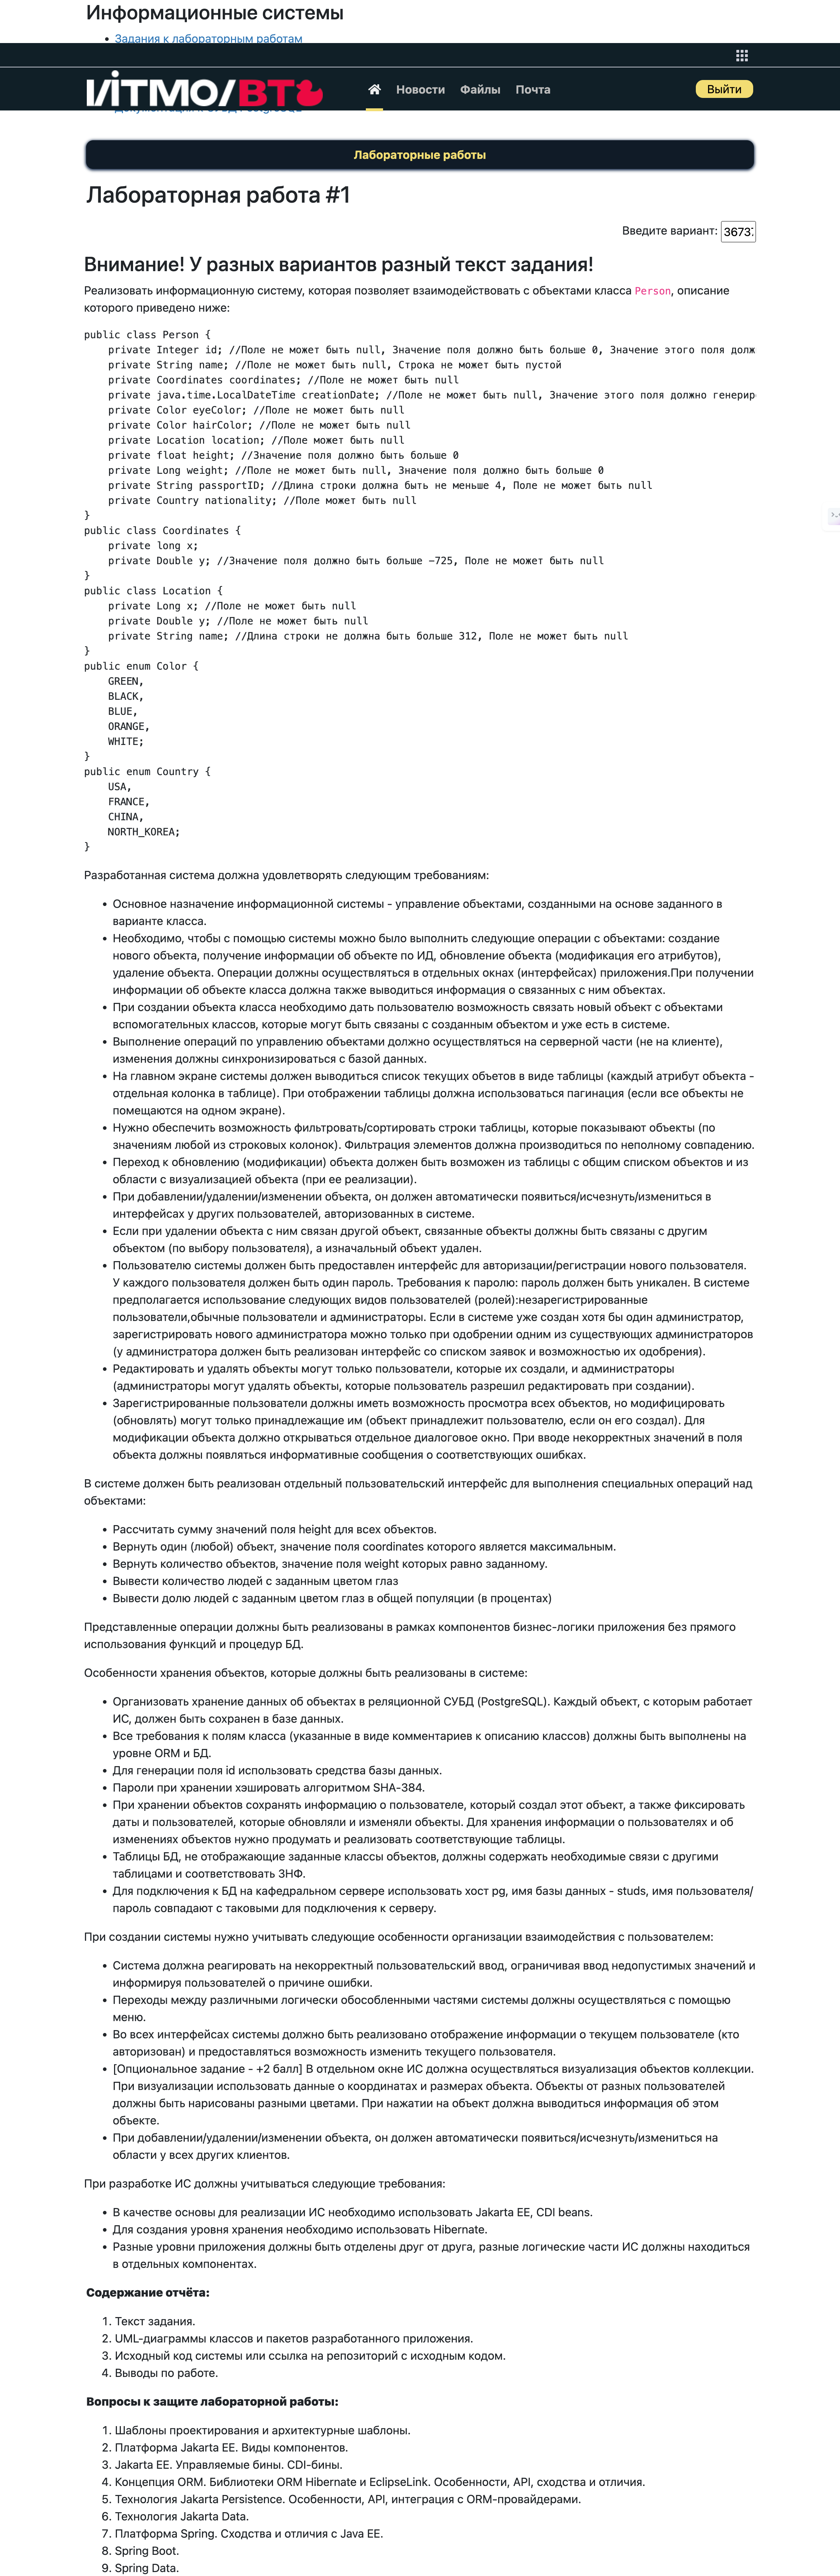 Информационные системы
Задания к лабораторным работам
ИТМО/ВТ
Новости Файлы Почта
Выйти
Лабораторные работы
Лабораторная работа #1
Введите вариант: 3673
Внимание! У разных вариантов разный текст задания!
Реализовать информационную систему, которая позволяет взаимодействовать с объектами класса Person, описание
которого приведено ниже:
public class Person {
private Integer id; //Поле не может быть null, Значение поля должно быть больше 0, Значение этого поля долж
private String name; //Поле не может быть null, Строка не может быть пустой
private Coordinates coordinates; //Поле не может быть null
private java.time.LocalDateTime creationDate; //Поле не может быть null, Значение этого поля должно генерир
private Color eyeColor; //Поле не может быть null
private Color hairColor; //Поле не может быть null
private Location location; //Поле может быть null
private float height; //Значение поля должно быть больше 0
private Long weight; //Поле не может быть null, Значение поля должно быть больше 0
private String passportID; //Длина строки должна быть не меньше 4, Поле не может быть null
private Country nationality; //Поле может быть null
}
public class Coordinates {
private long x;
private Double y; //Значение поля должно быть больше -725, Поле не может быть null
}
public class Location {
private Long x; //Поле не может быть null
private Double y; //Поле не может быть null
private String name; //Длина строки не должна быть больше 312, Поле не может быть null
}
public enum Color {
GREEN,
BLACK,
BLUE,
ORANGE,
WHITE;
}
public enum Country {
USA,
FRANCE,
CHINA,
NORTH_KOREA;
}
Разработанная система должна удовлетворять следующим требованиям:
• Основное назначение информационной системы - управление объектами, созданными на основе заданного в
варианте класса.
• Необходимо, чтобы с помощью системы можно было выполнить следующие операции с объектами: создание
нового объекта, получение информации об объекте по ИД, обновление объекта (модификация его атрибутов),
удаление объекта. Операции должны осуществляться в отдельных окнах (интерфейсах) приложения.При получении
информации об объекте класса должна также выводиться информация о связанных с ним объектах.
• При создании объекта класса необходимо дать пользователю возможность связать новый объект с объектами
вспомогательных классов, которые могут быть связаны с созданным объектом и уже есть в системе.
• Выполнение операций по управлению объектами должно осуществляться на серверной части (не на клиенте),
изменения должны синхронизироваться с базой данных.
• На главном экране системы должен выводиться список текущих объетов в виде таблицы (каждый атрибут объекта -
отдельная колонка в таблице). При отображении таблицы должна использоваться пагинация (если все объекты не
помещаются на одном экране).
• Нужно обеспечить возможность фильтровать/сортировать строки таблицы, которые показывают объекты (по
значениям любой из строковых колонок). Фильтрация элементов должна производиться по неполному совпадению.
• Переход к обновлению (модификации) объекта должен быть возможен из таблицы с общим списком объектов и из
области с визуализацией объекта (при ее реализации).
• При добавлении/удалении/изменении объекта, он должен автоматически появиться/исчезнуть/измениться в
интерфейсах у других пользователей, авторизованных в системе.
• Если при удалении объекта с ним связан другой объект, связанные объекты должны быть связаны с другим
объектом (по выбору пользователя), а изначальный объект удален.
• Пользователю системы должен быть предоставлен интерфейс для авторизации/регистрации нового пользователя.
У каждого пользователя должен быть один пароль. Требования к паролю: пароль должен быть уникален. В системе
предполагается использование следующих видов пользователей (ролей):незарегистрированные
пользователи,обычные пользователи и администраторы. Если в системе уже создан хотя бы один администратор,
зарегистрировать нового администратора можно только при одобрении одним из существующих администраторов
(у администратора должен быть реализован интерфейс со списком заявок и возможностью их одобрения).
• Редактировать и удалять объекты могут только пользователи, которые их создали, и администраторы
(администраторы могут удалять объекты, которые пользователь разрешил редактировать при создании).
• Зарегистрированные пользователи должны иметь возможность просмотра всех объектов, но модифицировать
(обновлять) могут только принадлежащие им (объект принадлежит пользователю, если он его создал). Для
модификации объекта должно открываться отдельное диалоговое окно. При вводе некорректных значений в поля
объекта должны появляться информативные сообщения о соответствующих ошибках.
В системе должен быть реализован отдельный пользовательский интерфейс для выполнения специальных операций над
объектами:
• Рассчитать сумму значений поля height для всех объектов.
• Вернуть один (любой) объект, значение поля coordinates которого является максимальным.
• Вернуть количество объектов, значение поля weight которых равно заданному.
• Вывести количество людей с заданным цветом глаз
• Вывести долю людей с заданным цветом глаз в общей популяции (в процентах)
Представленные операции должны быть реализованы в рамках компонентов бизнес-логики приложения без прямого
использования функций и процедур БД.
Особенности хранения объектов, которые должны быть реализованы в системе:
• Организовать хранение данных об объектах в реляционной СУБД (PostgreSQL). Каждый объект, с которым работает
ИС, должен быть сохранен в базе данных.
• Все требования к полям класса (указанные в виде комментариев к описанию классов) должны быть выполнены на
уровне ORM и БД.
• Для генерации поля id использовать средства базы данных.
• Пароли при хранении хэшировать алгоритмом SHA-384.
• При хранении объектов сохранять информацию о пользователе, который создал этот объект, а также фиксировать
даты и пользователей, которые обновляли и изменяли объекты. Для хранения информации о пользователях и об
изменениях объектов нужно продумать и реализовать соответствующие таблицы.
• Таблицы БД, не отображающие заданные классы объектов, должны содержать необходимые связи с другими
таблицами и соответствовать 3НФ.
• Для подключения к БД на кафедральном сервере использовать хост pg, имя базы данных - studs, имя пользователя/
пароль совпадают с таковыми для подключения к серверу.
При создании системы нужно учитывать следующие особенности организации взаимодействия с пользователем:
• Система должна реагировать на некорректный пользовательский ввод, ограничивая ввод недопустимых значений и
информируя пользователей о причине ошибки.
• Переходы между различными логически обособленными частями системы должны осуществляться с помощью
меню.
• Во всех интерфейсах системы должно быть реализовано отображение информации о текущем пользователе (кто
авторизован) и предоставляться возможность изменить текущего пользователя.
• [Опциональное задание - +2 балл] В отдельном окне ИС должна осуществляться визуализация объектов коллекции.
При визуализации использовать данные о координатах и размерах объекта. Объекты от разных пользователей
должны быть нарисованы разными цветами. При нажатии на объект должна выводиться информация об этом
объекте.
• При добавлении/удалении/изменении объекта, он должен автоматически появиться/исчезнуть/измениться на
области у всех других клиентов.
При разработке ИС должны учитываться следующие требования:
• В качестве основы для реализации ИС необходимо использовать Jakarta EE, CDI beans.
• Для создания уровня хранения необходимо использовать Hibernate.
• Разные уровни приложения должны быть отделены друг от друга, разные логические части ИС должны находиться
в отдельных компонентах.
Содержание отчёта:
1. Текст задания.
2. UML-диаграммы классов и пакетов разработанного приложения.
3. Исходный код системы или ссылка на репозиторий с исходным кодом.
4. Выводы по работе.
Вопросы к защите лабораторной работы:
1. Шаблоны проектирования и архитектурные шаблоны.
2. Платформа Jakarta EE. Виды компонентов.
3. Jakarta EE. Управляемые бины. CDI-бины.
4. Концепция ORM. Библиотеки ORM Hibernate и EclipseLink. Особенности, API, сходства и отличия.
5. Технология Jakarta Persistence. Особенности, API, интеграция с ORM-провайдерами.
6. Технология Jakarta Data.
7. Платформа Spring. Сходства и отличия с Java EE.
8. Spring Boot.
9. Spring Data.